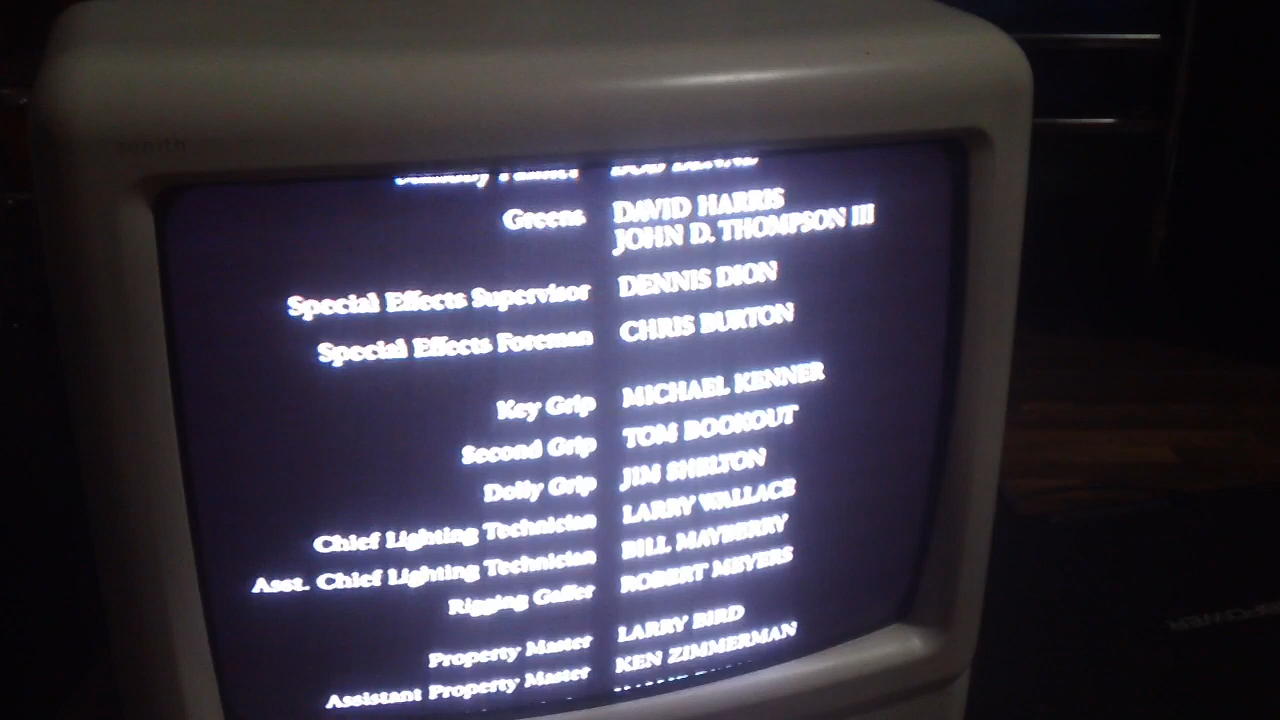 zenith
Greens DAVID HARRIS
JOHN D. THOMPSON III
Special Effects Supervisor DENNIS DION
Special Effects Foreman CHRIS BURTON
Key Grip MICHAEL KENNER
Second Grip TOM BOOKOUT
Dolly Grip JIM SHELTON
Chief Lighting Technician LARRY WALLACE
Asst. Chief Lighting Technician BILL MAYBERRY
Rigging Gaffer ROBERT MEYERS
Property Master LARRY BIRD
Assistant Property Master KEN ZIMMERMAN